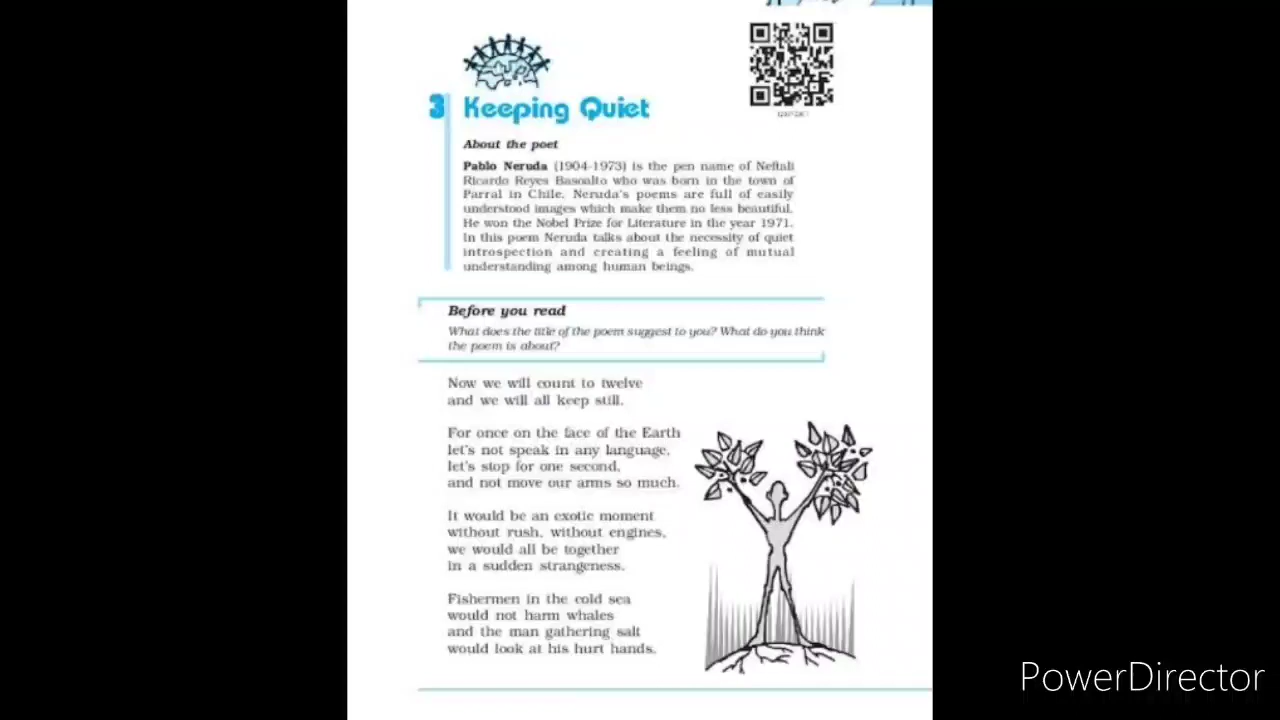 3 Keeping Quiet
About the poet
Pablo Neruda (1904-1973) is the pen name of Neftali
Ricardo Reyes Basoalto who was born in the town of
Parral in Chile. Neruda's poems are full of easily
understood images which make them no less beautiful.
He won the Nobel Prize for Literature in the year 1971.
In this poem Neruda talks about the necessity of quiet
introspection and creating a feeling of mutual
understanding among human beings.
Before you read
What does the title of the poem suggest to you? What do you think
the poem is about?
Now we will count to twelve
and we will all keep still.
For once on the face of the Earth
let's not speak in any language,
let's stop for one second,
and not move our arms so much.
It would be an exotic moment
without rush, without engines,
we would all be together
in a sudden strangeness.
Fishermen in the cold sea
would not harm whales
and the man gathering salt
would look at his hurt hands.
PowerDirector